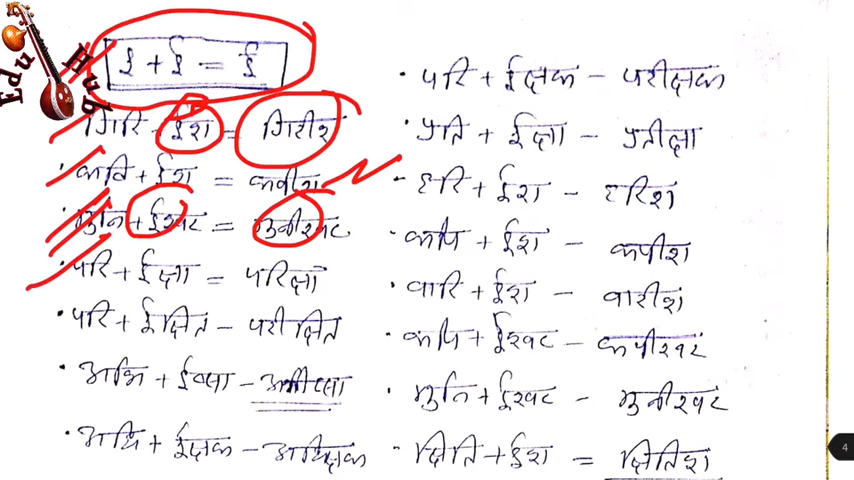 Edu Hub
इ + ई = ई
गिरि + ईश = गिरीश
• कवि + ईश = कवीश
• मुनि + ईश्वर = मुनीश्वर
• परि + ईक्षा = परिक्षा
• परि + ईक्षित - परीक्षित
• अभि + ईप्सा - अभीप्सा
• अधि + ईक्षक - अधिक्षक
• परि + ईक्षक - परीक्षक
• प्रति + ईक्षा - प्रतीक्षा
• हरि + ईश - हरिश
• कपि + ईश - कपीश
• वारि + ईश - वारीश
• कपि + ईश्वर - कपीश्वर
• मुनि + ईश्वर - मुनीश्वर
• क्षिति + ईश = क्षितिश
4